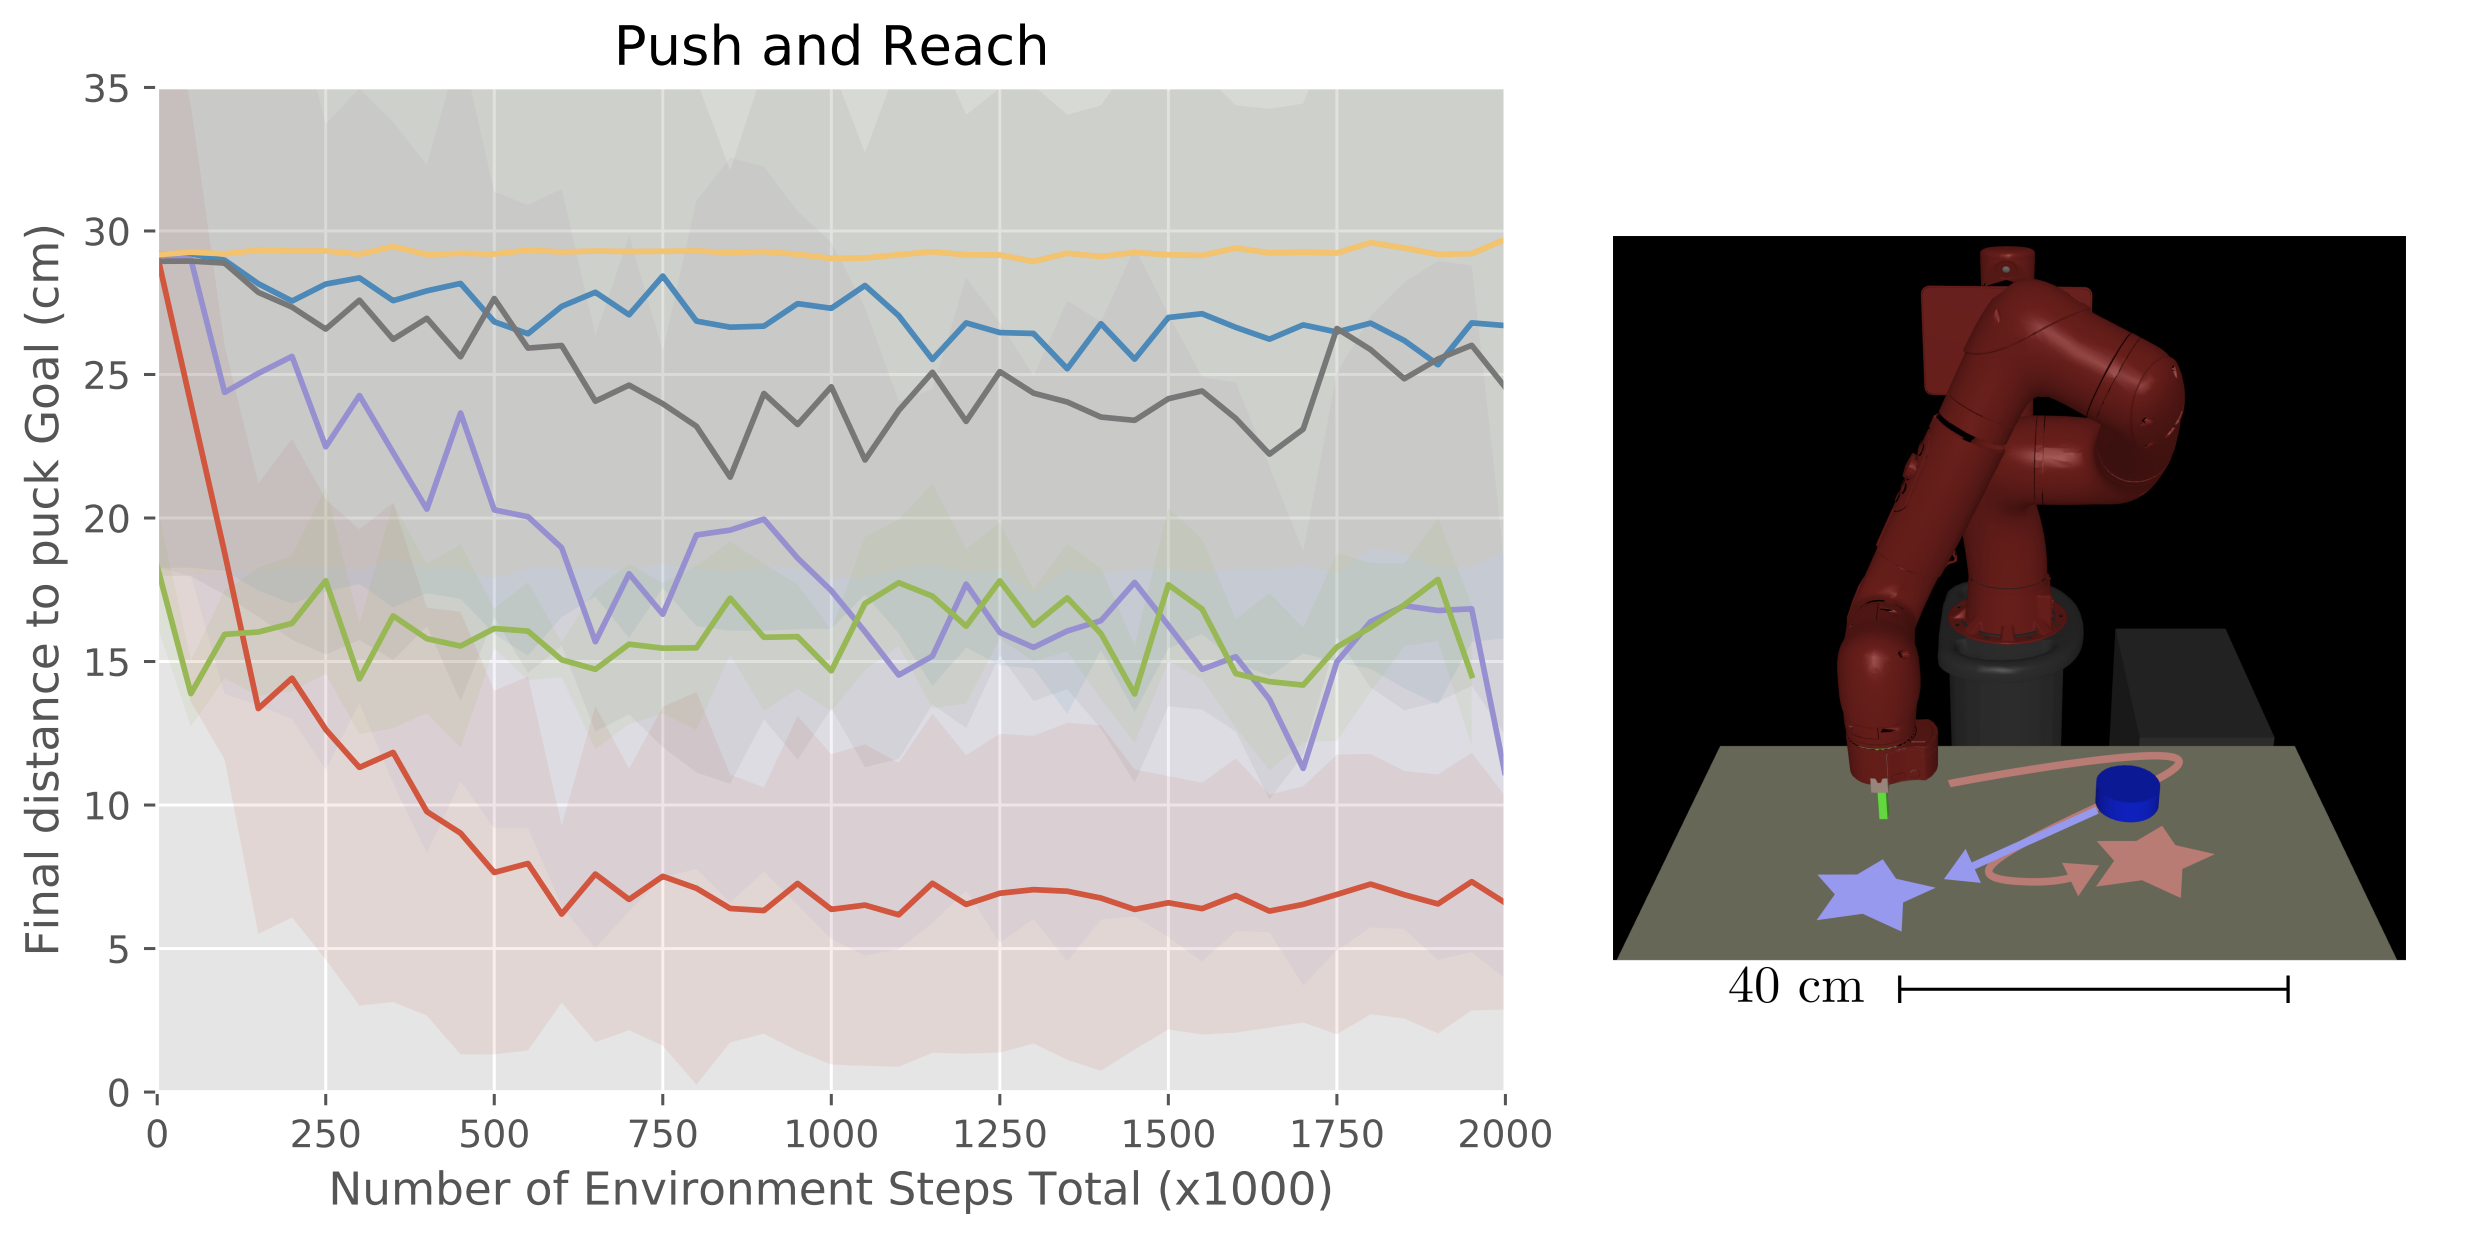 Push and Reach
Final distance to puck Goal (cm)
35
30
25
20
15
10
5
0
0 250 500 750 1000 1250 1500 1750 2000
Number of Environment Steps Total (x1000)
40 cm